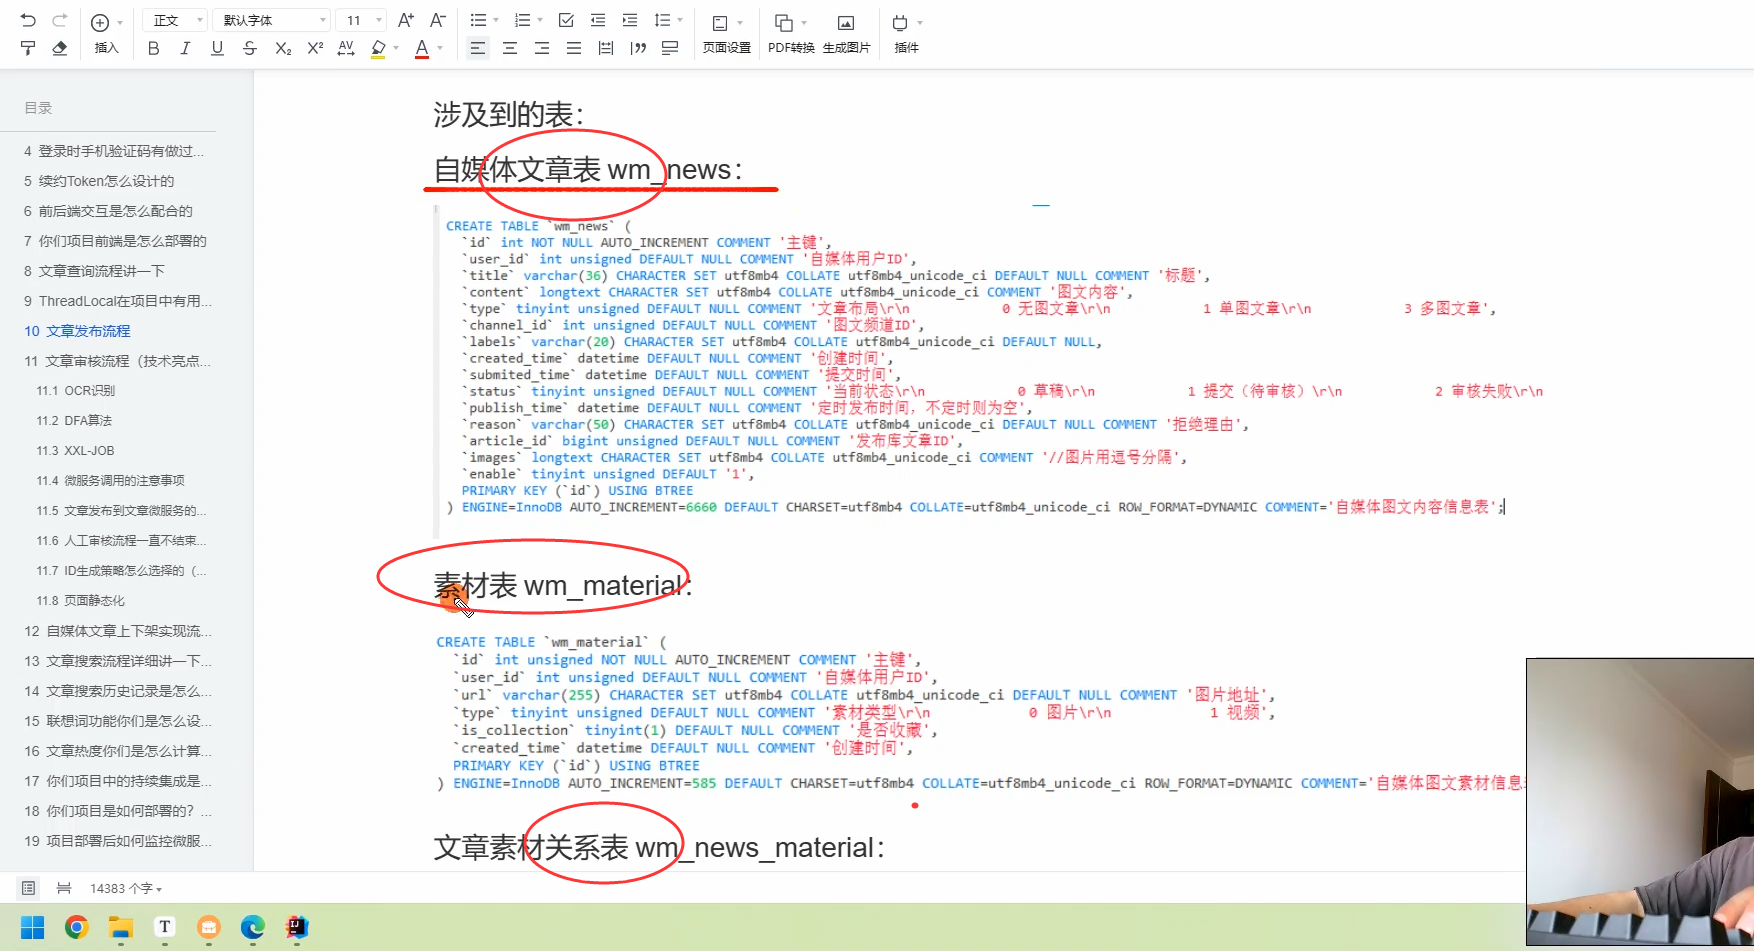 正文
默认字体
11
插入
页面设置
PDF转换
生成图片
插件
目录
4 登录时手机验证码有做过...
5 续约Token怎么设计的
6 前后端交互是怎么配合的
7 你们项目前端是怎么部署的
8 文章查询流程讲一下
9 ThreadLocal在项目中有用...
10 文章发布流程
11 文章审核流程（技术亮点...
11.1 OCR识别
11.2 DFA算法
11.3 XXL-JOB
11.4 微服务调用的注意事项
11.5 文章发布到文章微服务的...
11.6 人工审核流程一直不结束...
11.7 ID生成策略怎么选择的（...
11.8 页面静态化
12 自媒体文章上下架实现流...
13 文章搜索流程详细讲一下...
14 文章搜索历史记录是怎么...
15 联想词功能你们是怎么设...
16 文章热度你们是怎么计算...
17 你们项目中的持续集成是...
18 你们项目是如何部署的？...
19 项目部署后如何监控微服...
涉及到的表：
自媒体文章表 wm_news：
CREATE TABLE `wm_news` (
`id` int NOT NULL AUTO_INCREMENT COMMENT '主键',
`user_id` int unsigned DEFAULT NULL COMMENT '自媒体用户ID',
`title` varchar(36) CHARACTER SET utf8mb4 COLLATE utf8mb4_unicode_ci DEFAULT NULL COMMENT '标题',
`content` longtext CHARACTER SET utf8mb4 COLLATE utf8mb4_unicode_ci COMMENT '图文内容',
`type` tinyint unsigned DEFAULT NULL COMMENT '文章布局\r\n 0 无图文章\r\n 1 单图文章\r\n 3 多图文章',
`channel_id` int unsigned DEFAULT NULL COMMENT '图文频道ID',
`labels` varchar(20) CHARACTER SET utf8mb4 COLLATE utf8mb4_unicode_ci DEFAULT NULL,
`created_time` datetime DEFAULT NULL COMMENT '创建时间',
`submited_time` datetime DEFAULT NULL COMMENT '提交时间',
`status` tinyint unsigned DEFAULT NULL COMMENT '当前状态\r\n 0 草稿\r\n 1 提交（待审核）\r\n 2 审核失败\r\n
`publish_time` datetime DEFAULT NULL COMMENT '定时发布时间，不定时则为空',
`reason` varchar(50) CHARACTER SET utf8mb4 COLLATE utf8mb4_unicode_ci DEFAULT NULL COMMENT '拒绝理由',
`article_id` bigint unsigned DEFAULT NULL COMMENT '发布库文章ID',
`images` longtext CHARACTER SET utf8mb4 COLLATE utf8mb4_unicode_ci COMMENT '//图片用逗号分隔',
`enable` tinyint unsigned DEFAULT '1',
PRIMARY KEY (`id`) USING BTREE
) ENGINE=InnoDB AUTO_INCREMENT=6660 DEFAULT CHARSET=utf8mb4 COLLATE=utf8mb4_unicode_ci ROW_FORMAT=DYNAMIC COMMENT='自媒体图文内容信息表';
素材表 wm_material：
CREATE TABLE `wm_material` (
`id` int unsigned NOT NULL AUTO_INCREMENT COMMENT '主键',
`user_id` int unsigned DEFAULT NULL COMMENT '自媒体用户ID',
`url` varchar(255) CHARACTER SET utf8mb4 COLLATE utf8mb4_unicode_ci DEFAULT NULL COMMENT '图片地址',
`type` tinyint unsigned DEFAULT NULL COMMENT '素材类型\r\n 0 图片\r\n 1 视频',
`is_collection` tinyint(1) DEFAULT NULL COMMENT '是否收藏',
`created_time` datetime DEFAULT NULL COMMENT '创建时间',
PRIMARY KEY (`id`) USING BTREE
) ENGINE=InnoDB AUTO_INCREMENT=585 DEFAULT CHARSET=utf8mb4 COLLATE=utf8mb4_unicode_ci ROW_FORMAT=DYNAMIC COMMENT='自媒体图文素材信息
文章素材关系表 wm_news_material：
14383 个字